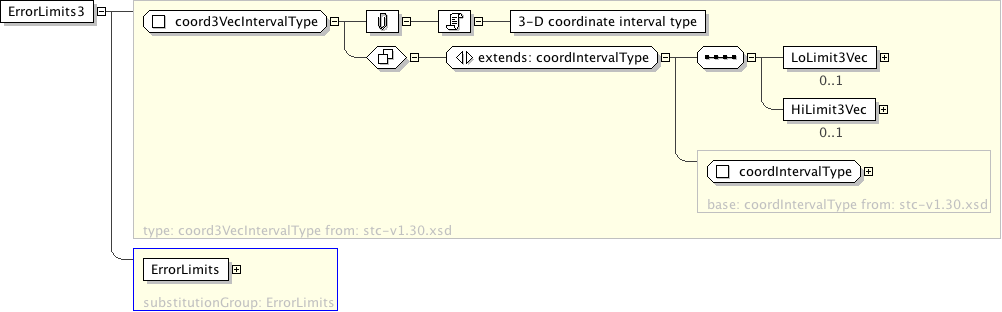 ErrorLimits3
coord3VecIntervalType
3-D coordinate interval type
extends: coordIntervalType
LoLimit3Vec
0..1
HiLimit3Vec
0..1
coordIntervalType
base: coordIntervalType from: stc-v1.30.xsd
type: coord3VecIntervalType from: stc-v1.30.xsd
ErrorLimits
substitutionGroup: ErrorLimits